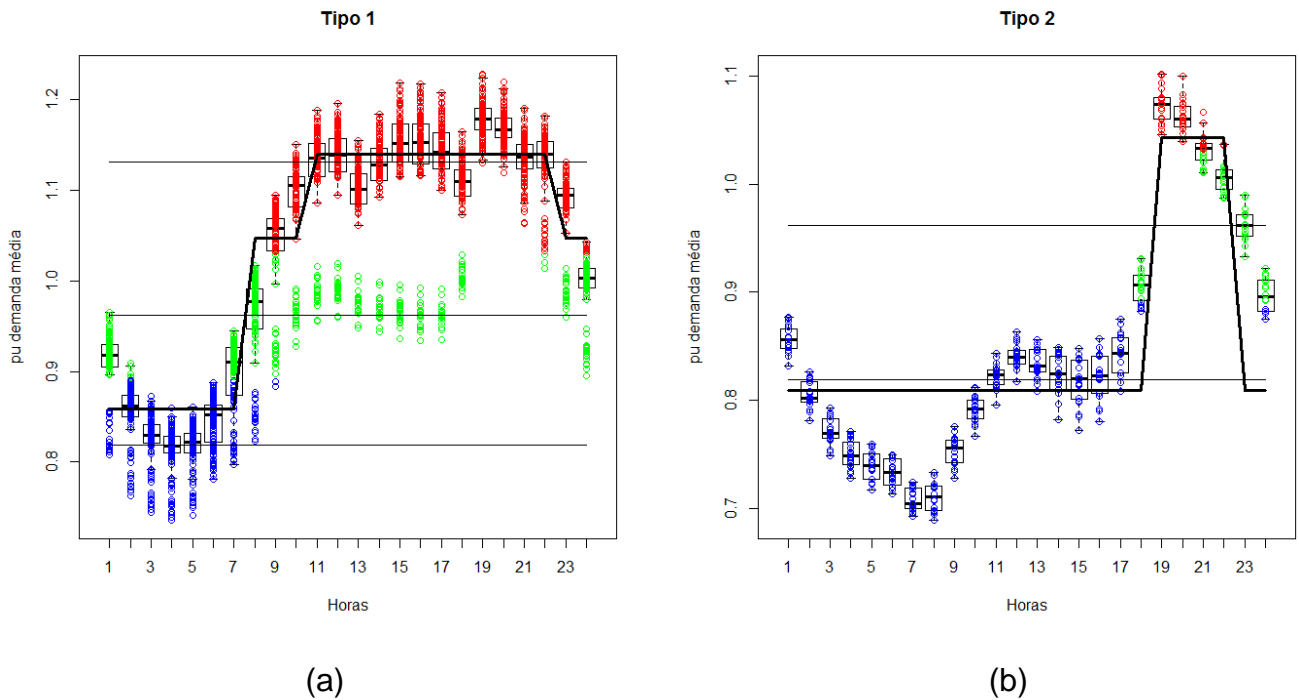 Tipo 1
pu demanda média
1.2
1.1
1.0
0.9
0.8
1 3 5 7 9 11 13 15 17 19 21 23
Horas
(a)
Tipo 2
pu demanda média
1.1
1.0
0.9
0.8
0.7
1 3 5 7 9 11 13 15 17 19 21 23
Horas
(b)